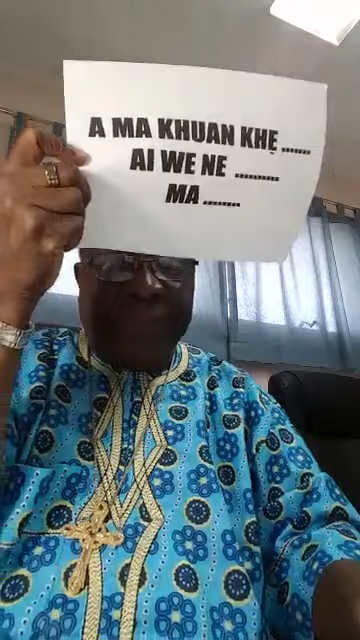 A MA KHUAN KHẸ ......
AI WE NE .........
MA .......